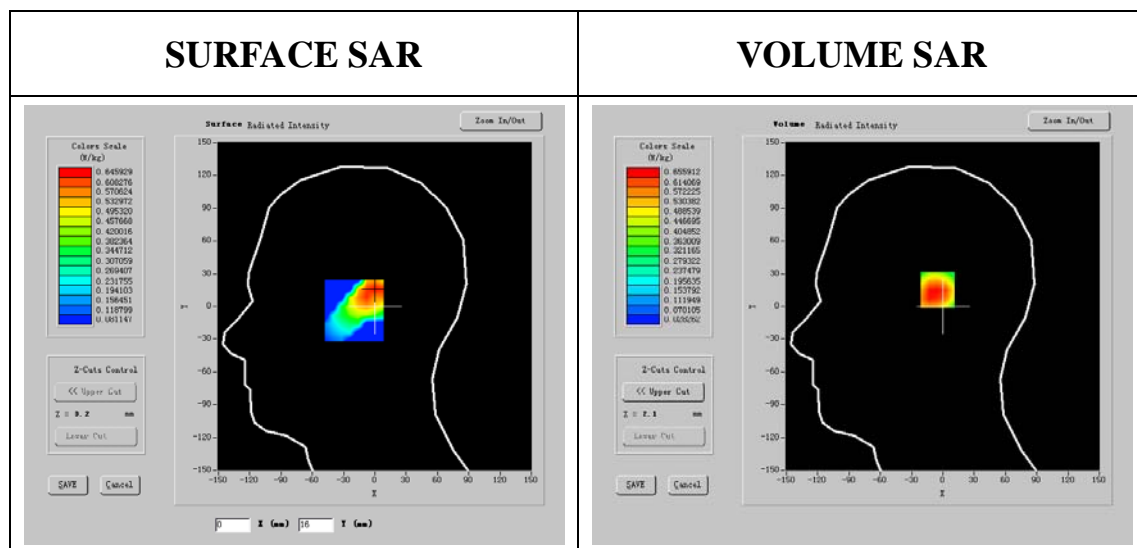 SURFACE SAR
VOLUME SAR
Surface Radiated Intensity
Zoom In/Out
Colors Scale
(W/kg)
0.645929
0.608276
0.570624
0.532972
0.495320
0.457668
0.420016
0.382364
0.344712
0.307059
0.269407
0.231755
0.194103
0.156451
0.118799
150
120
90
60
30
0
-30
-60
-90
-120
-150
Y
-150 -120 -90 -60 -30 0 30 60 90 120 150
X
Z-Cuts Control
<< Upper Cut
mm
Lower Cut
SAVE
Cancel
0 X (mm) 16 Y (mm)
Volume Radiated Intensity
Zoom In/Out
Colors Scale
(W/kg)
0.655912
0.614069
0.572225
0.530382
0.488539
0.446695
0.404852
0.363009
0.321165
0.279322
0.237479
0.195635
0.153792
0.111949
0.070105
150
120
90
60
30
0
-30
-60
-90
-120
-150
Y
-150 -120 -90 -60 -30 0 30 60 90 120 150
X
Z-Cuts Control
<< Upper Cut
mm
Lower Cut
SAVE
Cancel